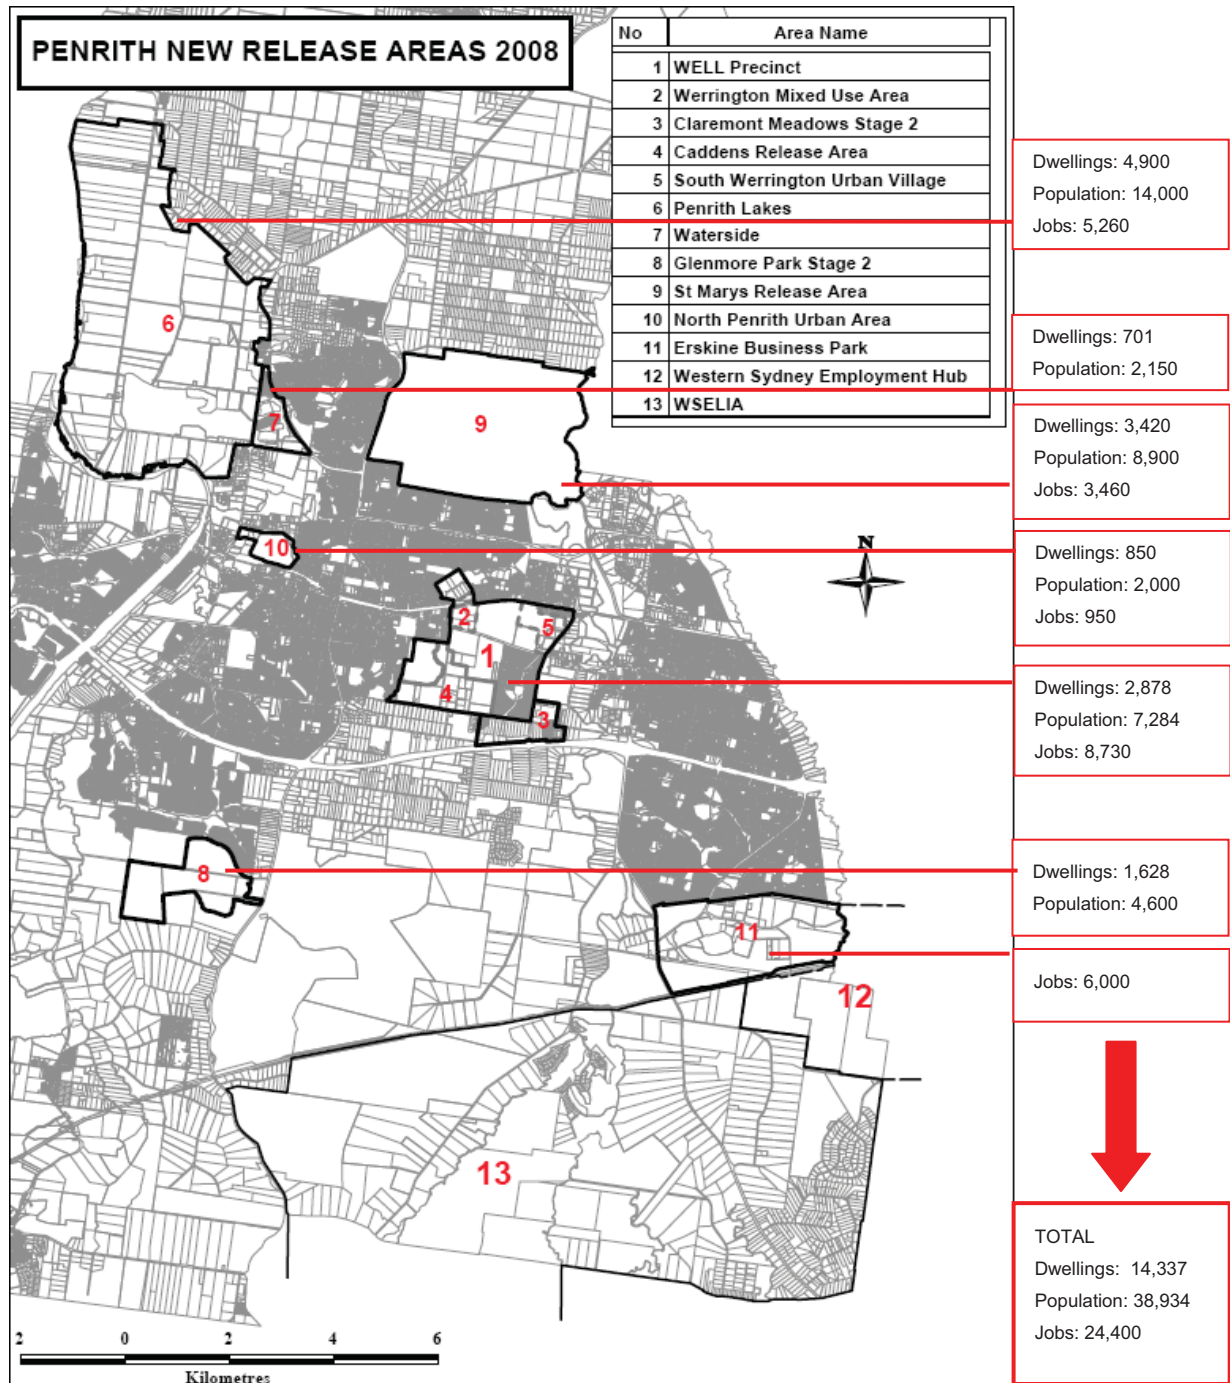 PENRITH NEW RELEASE AREAS 2008
No Area Name
1 WELL Precinct
2 Werrington Mixed Use Area
3 Claremont Meadows Stage 2
4 Caddens Release Area
5 South Werrington Urban Village
6 Penrith Lakes
7 Waterside
8 Glenmore Park Stage 2
9 St Marys Release Area
10 North Penrith Urban Area
11 Erskine Business Park
12 Western Sydney Employment Hub
13 WSELIA
Dwellings: 4,900
Population: 14,000
Jobs: 5,260
Dwellings: 701
Population: 2,150
Dwellings: 3,420
Population: 8,900
Jobs: 3,460
Dwellings: 850
Population: 2,000
Jobs: 950
Dwellings: 2,878
Population: 7,284
Jobs: 8,730
Dwellings: 1,628
Population: 4,600
Jobs: 6,000
TOTAL
Dwellings: 14,337
Population: 38,934
Jobs: 24,400
6
7
9
10
N
2
5
1
4
3
8
11
12
13
2 0 2 4 6
Kilometres